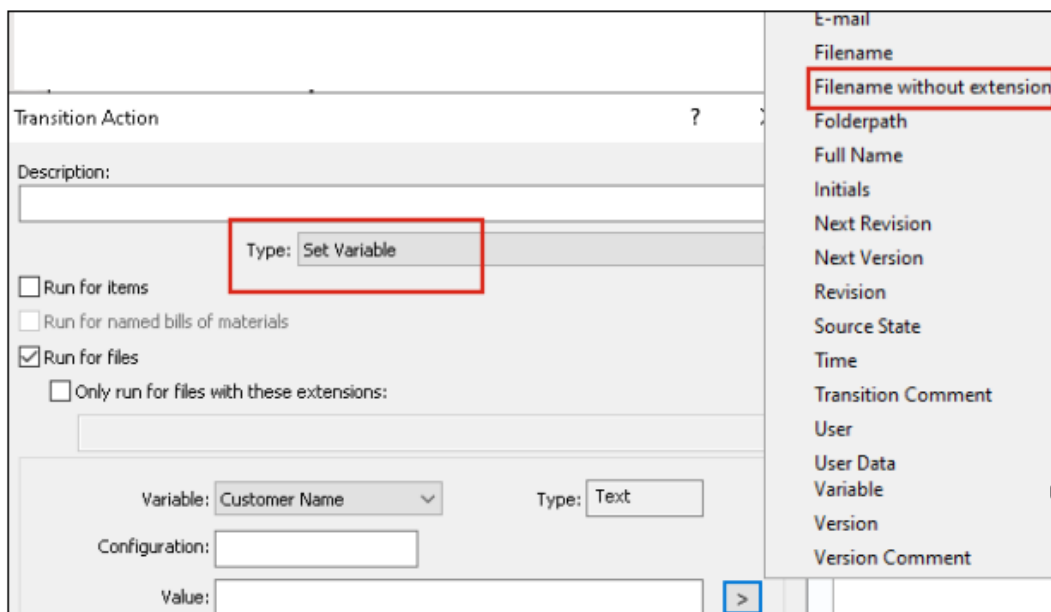 Transition Action
?
Description:
Type: Set Variable
Run for items
Run for named bills of materials
Run for files
Only run for files with these extensions:
Variable: Customer Name
Type: Text
Configuration:
Value:
>
E-mail
Filename
Filename without extension
Folderpath
Full Name
Initials
Next Revision
Next Version
Revision
Source State
Time
Transition Comment
User
User Data
Variable
Version
Version Comment